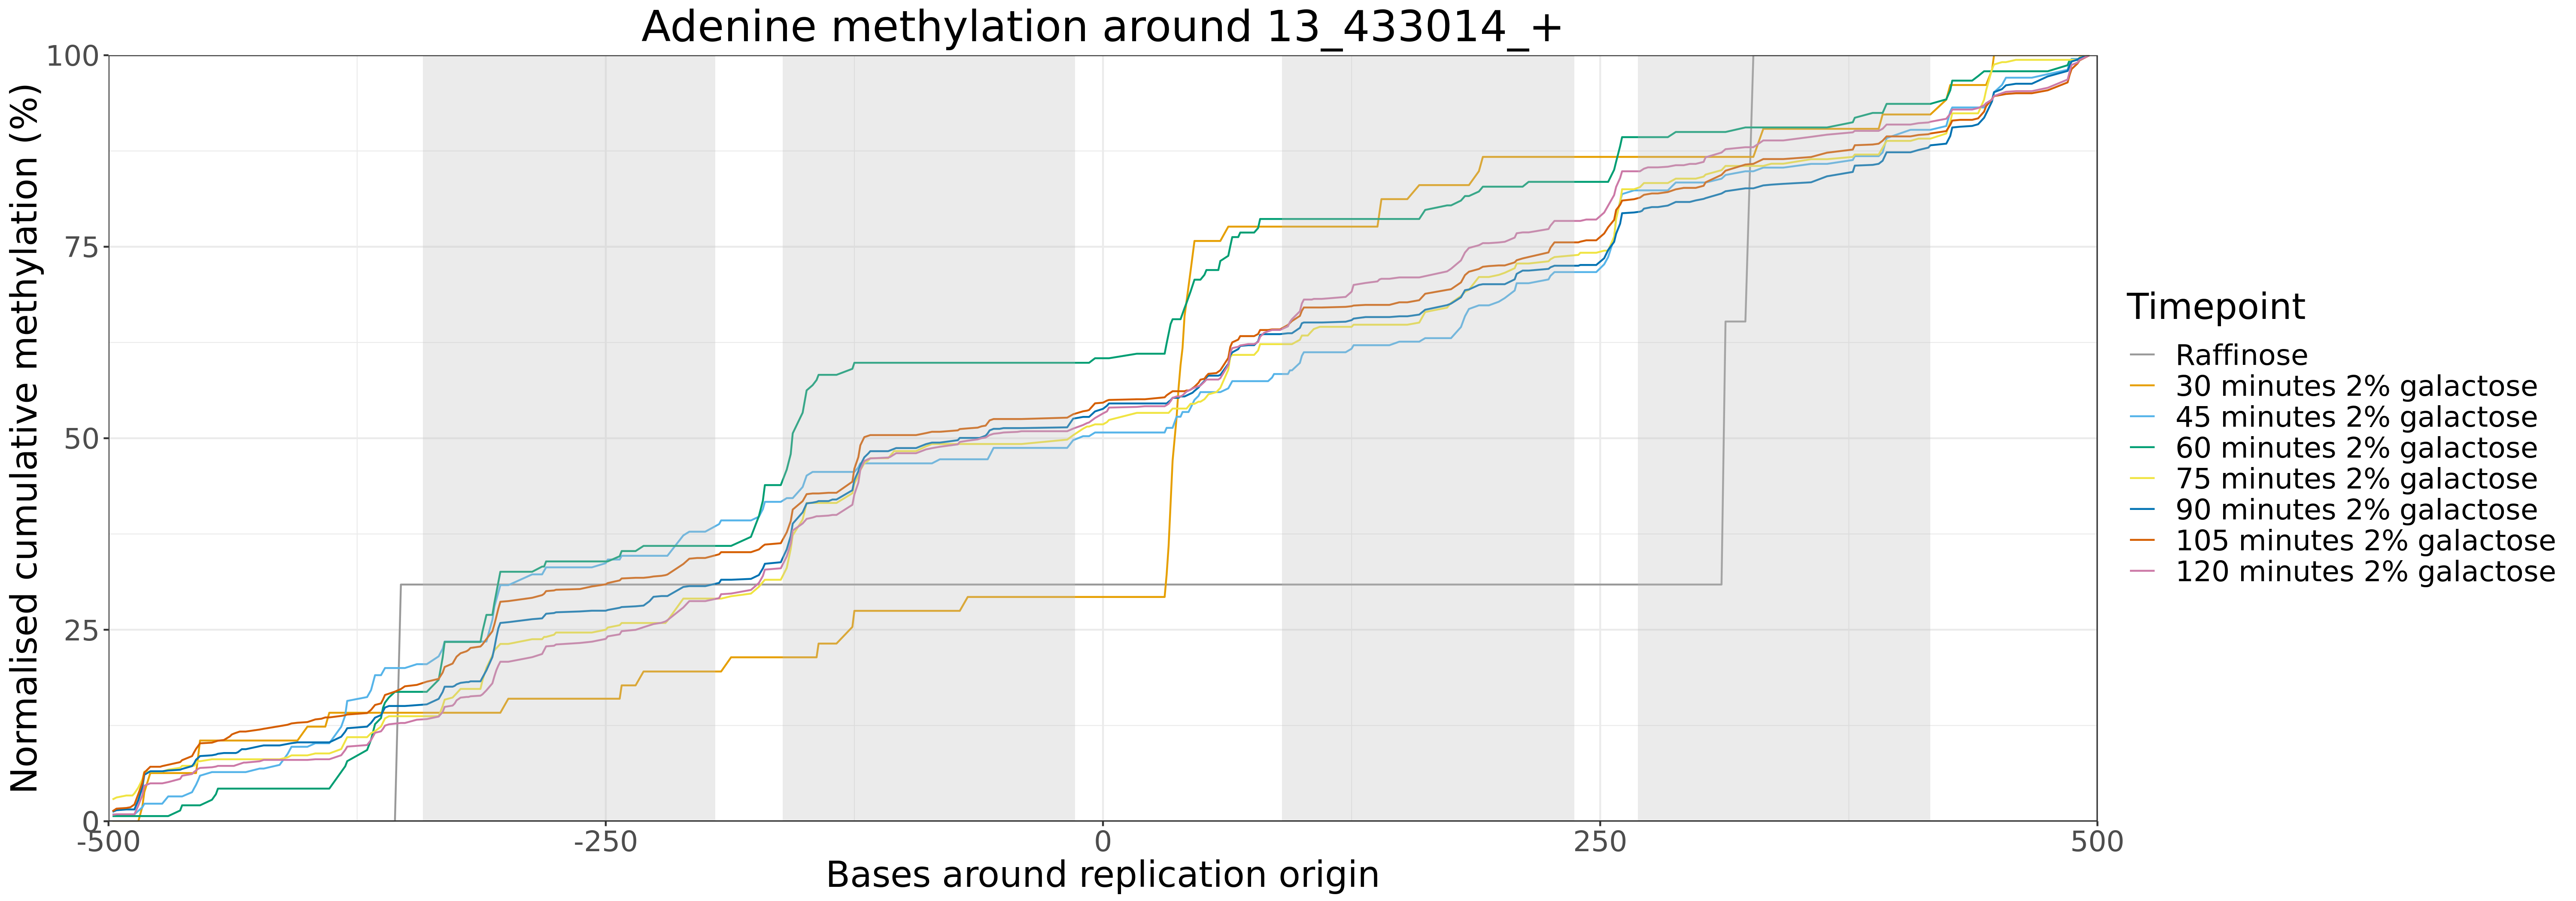 Adenine methylation around 13_433014_+
Normalised cumulative methylation (%)
100
75
50
25
0
-500
-250
0
250
500
Bases around replication origin
Timepoint
Raffinose
30 minutes 2% galactose
45 minutes 2% galactose
60 minutes 2% galactose
75 minutes 2% galactose
90 minutes 2% galactose
105 minutes 2% galactose
120 minutes 2% galactose